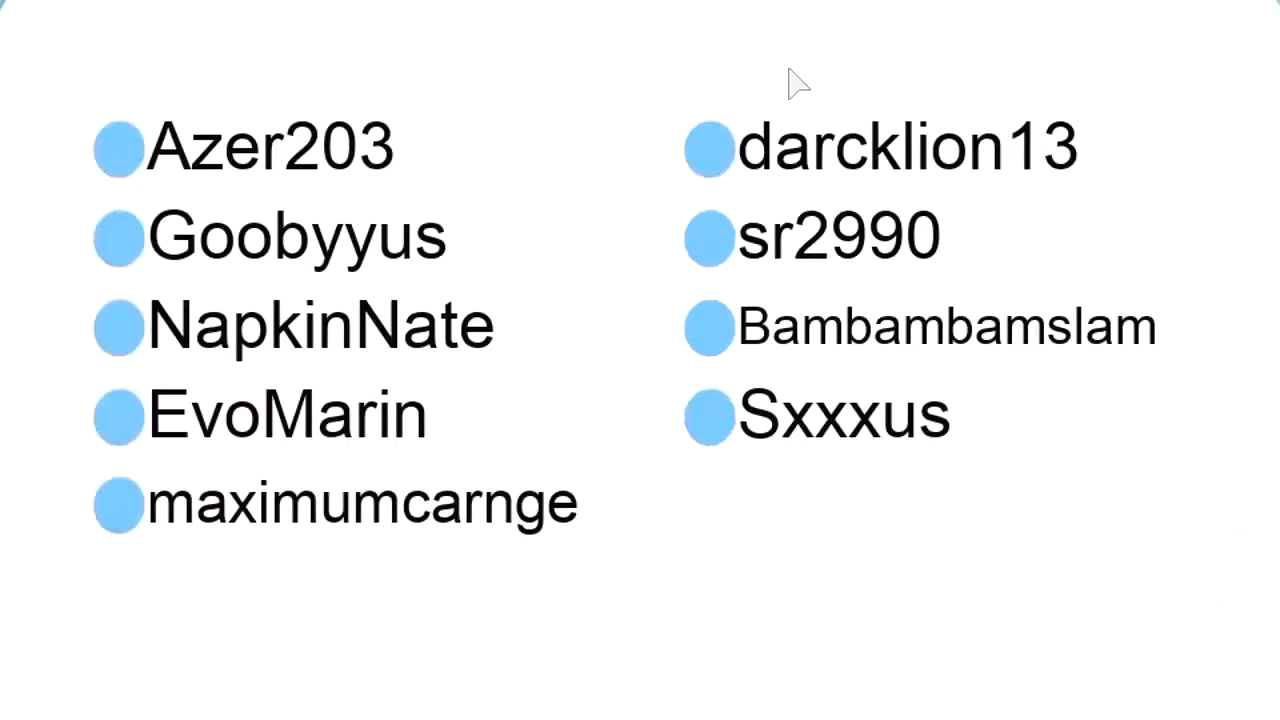 Azer203
Goobyyus
NapkinNate
EvoMarin
maximumcarnge
darcklion13
sr2990
Bambambamslam
Sxxxus